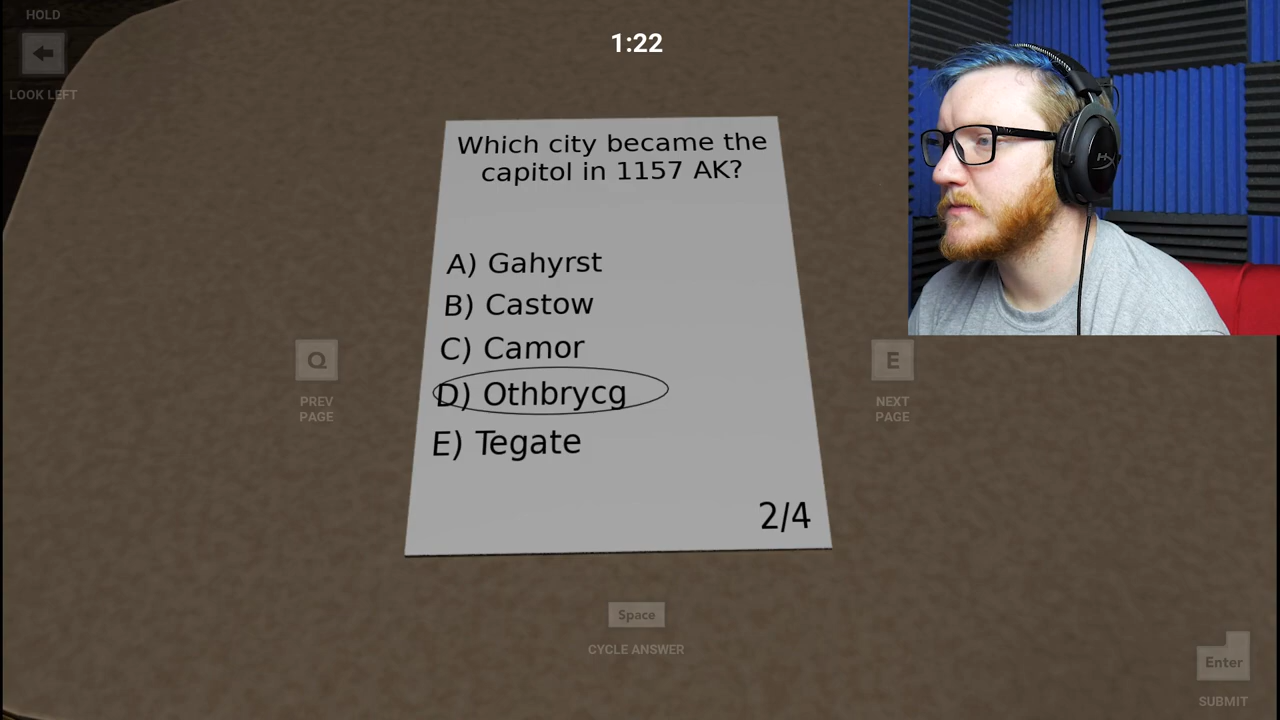 HOLD
LOOK LEFT
1:22
Which city became the
capitol in 1157 AK?
A) Gahyrst
B) Castow
C) Camor
D) Othbrycg
E) Tegate
2/4
Q
PREV
PAGE
E
NEXT
PAGE
Space
CYCLE ANSWER
Enter
SUBMIT
HX